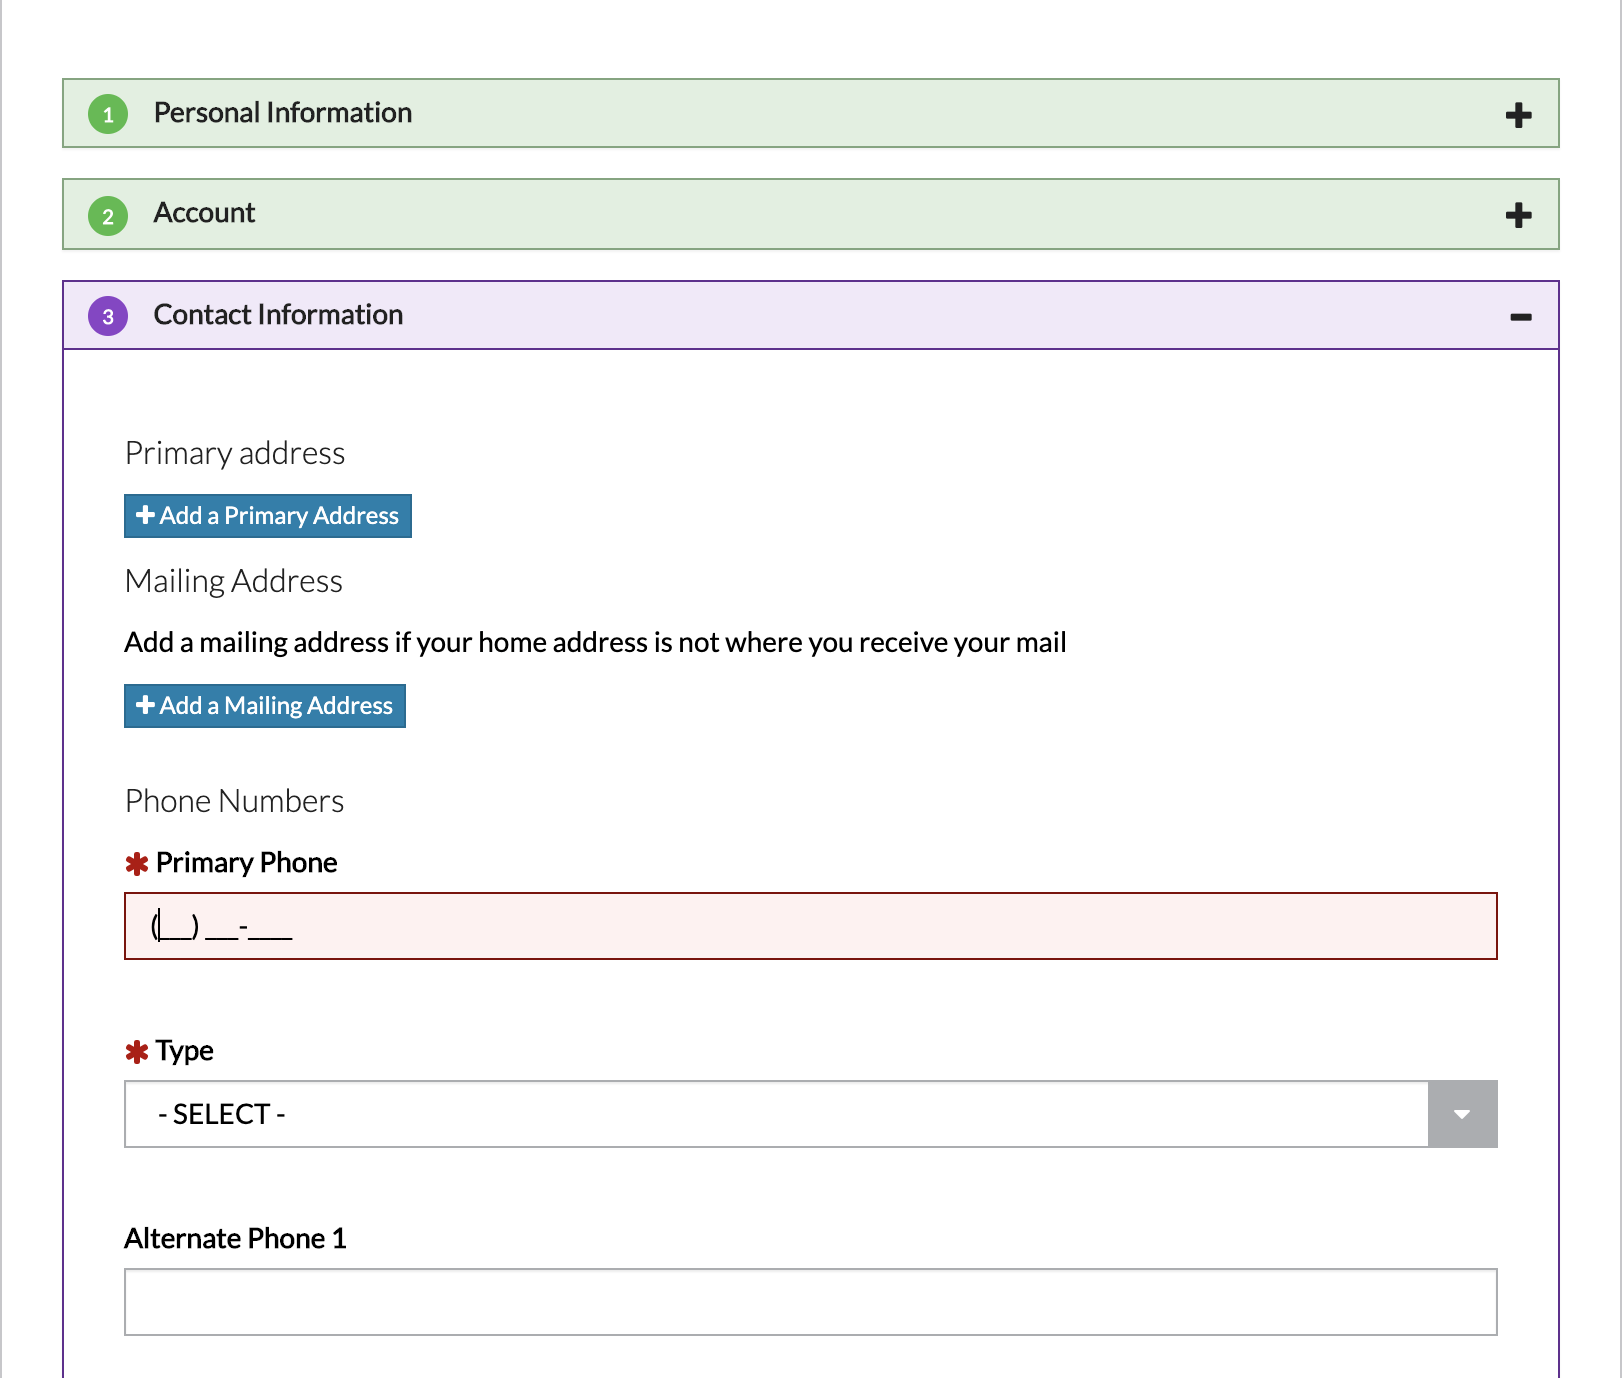 1 Personal Information
2 Account
3 Contact Information
Primary address
Add a Primary Address
Mailing Address
Add a mailing address if your home address is not where you receive your mail
Add a Mailing Address
Phone Numbers
* Primary Phone
(___) ___-____
* Type
- SELECT -
Alternate Phone 1